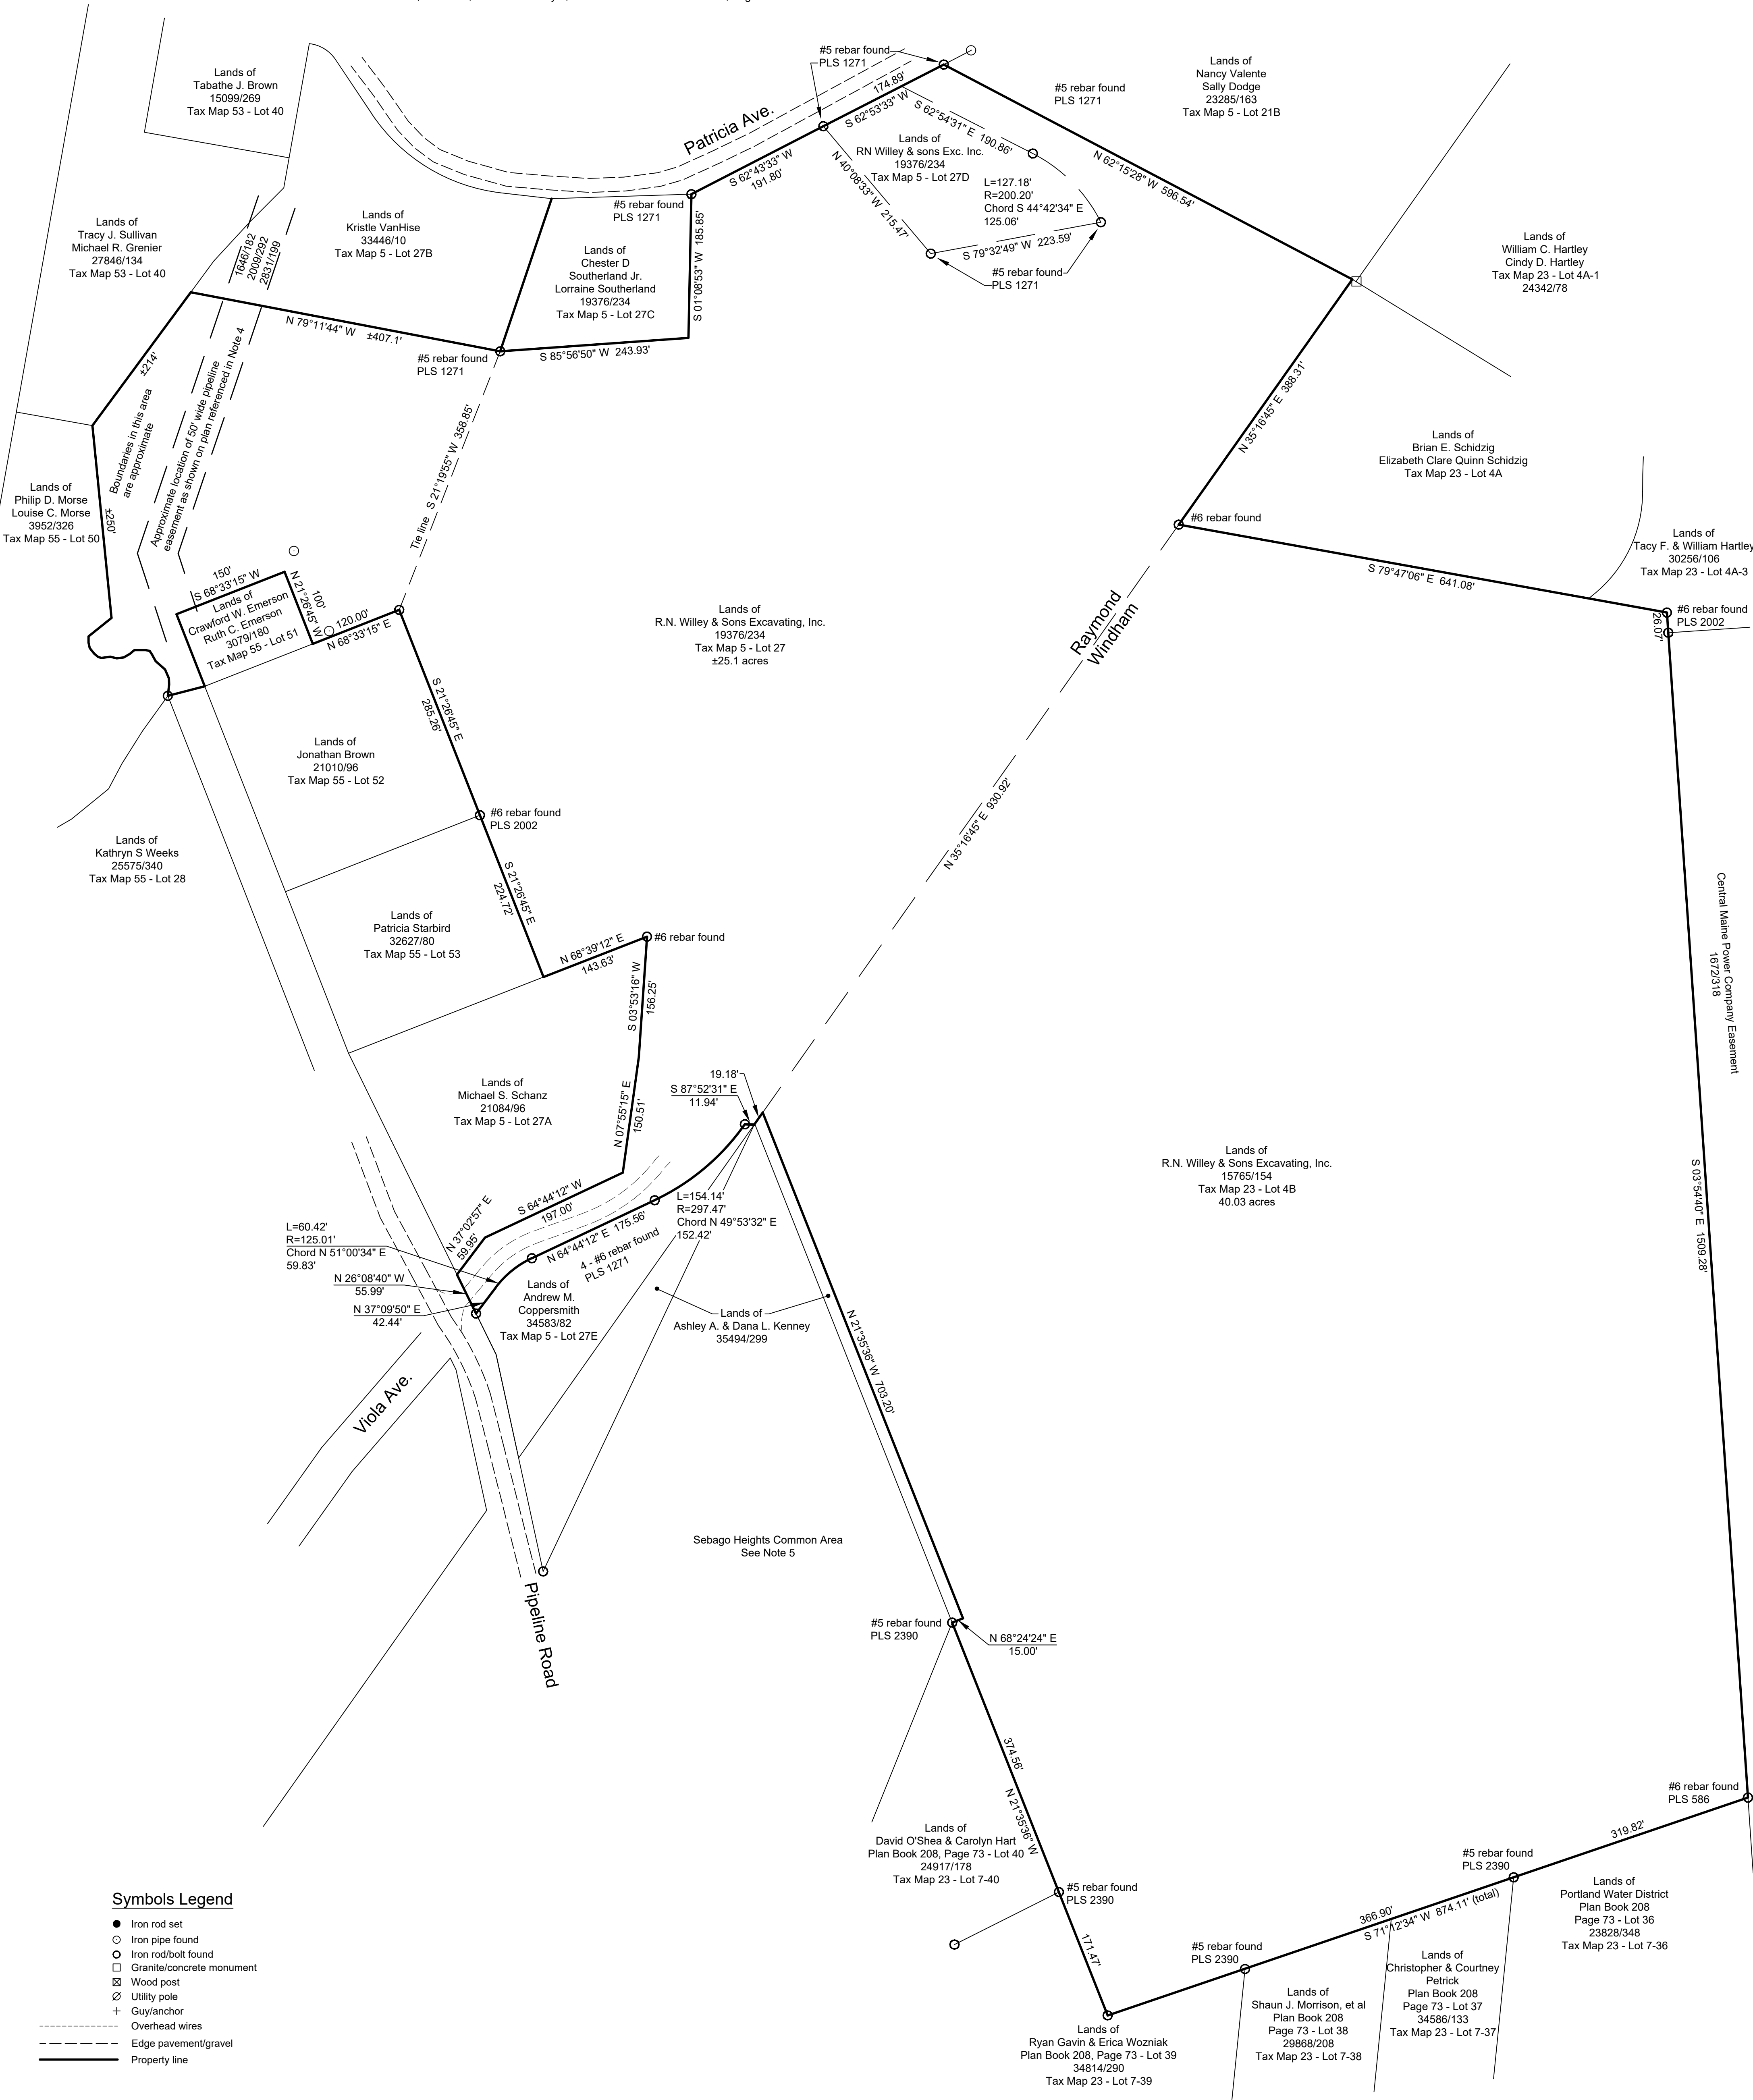 #5 rebar found
PLS 1271
Lands of
Nancy Valente
Sally Dodge
23285/163
Tax Map 5 - Lot 21B
Lands of
Tabathe J. Brown
15099/269
Tax Map 53 - Lot 40
#5 rebar found
PLS 1271
174.89'
S 62°53'33" W
Patricia Ave.
S 62°54'31" E 190.86'
Lands of
RN Willey & sons Exc. Inc.
19376/234
Tax Map 5 - Lot 27D
N 62°15'28" W 596.54'
S 62°43'33" W
191.80'
N 40°08'33" W 215.47'
L=127.18'
R=200.20'
Chord S 44°42'34" E
125.06'
S 79°32'49" W 223.59'
#5 rebar found
PLS 1271
#5 rebar found
PLS 1271
Lands of
Tracy J. Sullivan
Michael R. Grenier
27846/134
Tax Map 53 - Lot 40
1646/182
2009/292
2831/199
Lands of
Kristle VanHise
33446/10
Tax Map 5 - Lot 27B
Lands of
Chester D
Southerland Jr.
Lorraine Southerland
19376/234
Tax Map 5 - Lot 27C
S 01°08'53" W 185.85'
Lands of
William C. Hartley
Cindy D. Hartley
Tax Map 23 - Lot 4A-1
24342/78
N 79°11'44" W ±407.1'
#5 rebar found
PLS 1271
S 85°56'50" W 243.93'
±214'
Boundaries in this area
are approximate
Approximate location of 50' wide pipeline
easement as shown on plan referenced in Note 4
N 35°16'45" E 388.31'
Lands of
Brian E. Schidzig
Elizabeth Clare Quinn Schidzig
Tax Map 23 - Lot 4A
Lands of
Philip D. Morse
Louise C. Morse
3952/326
Tax Map 55 - Lot 50
±250'
Tie line S 21°19'55" W 358.85'
#6 rebar found
Lands of
Tacy F. & William Hartley
30256/106
Tax Map 23 - Lot 4A-3
S 79°47'06" E 641.08'
150'
S 68°33'15" W
Lands of
Crawford W. Emerson
Ruth C. Emerson
3079/180
Tax Map 55 - Lot 51
100'
N 21°26'45" W
120.00'
N 68°33'15" E
Lands of
R.N. Willey & Sons Excavating, Inc.
19376/234
Tax Map 5 - Lot 27
±25.1 acres
Raymond
Windham
#6 rebar found
PLS 2002
26.07'
S 21°26'45" E
285.26'
Lands of
Jonathan Brown
21010/96
Tax Map 55 - Lot 52
#6 rebar found
PLS 2002
N 35°16'45" E 930.92'
Lands of
Kathryn S Weeks
25575/340
Tax Map 55 - Lot 28
S 21°26'45" E
224.72'
Central Maine Power Company Easement
1672/318
Lands of
Patricia Starbird
32627/80
Tax Map 55 - Lot 53
N 68°39'12" E
143.63'
#6 rebar found
S 03°53'16" W
156.25'
19.18'
S 87°52'31" E
11.94'
Lands of
Michael S. Schanz
21084/96
Tax Map 5 - Lot 27A
N 07°55'15" E
150.51'
Lands of
R.N. Willey & Sons Excavating, Inc.
15765/154
Tax Map 23 - Lot 4B
40.03 acres
S 03°54'40" E 1509.28'
S 64°44'12" W
197.00'
N 37°02'57" E
59.95'
L=154.14'
R=297.47'
Chord N 49°53'32" E
152.42'
N 64°44'12" E 175.56'
4 - #6 rebar found
PLS 1271
L=60.42'
R=125.01'
Chord N 51°00'34" E
59.83'
N 26°08'40" W
55.99'
N 37°09'50" E
42.44'
Lands of
Andrew M.
Coppersmith
34583/82
Tax Map 5 - Lot 27E
Lands of
Ashley A. & Dana L. Kenney
35494/299
N 21°35'36" W 703.20'
Viola Ave.
Sebago Heights Common Area
See Note 5
Pipeline Road
#5 rebar found
PLS 2390
N 68°24'24" E
15.00'
374.56'
N 21°35'36" W
#6 rebar found
PLS 586
Lands of
David O'Shea & Carolyn Hart
Plan Book 208, Page 73 - Lot 40
24917/178
Tax Map 23 - Lot 7-40
319.82'
#5 rebar found
PLS 2390
#5 rebar found
PLS 2390
Lands of
Portland Water District
Plan Book 208
Page 73 - Lot 36
23828/348
Tax Map 23 - Lot 7-36
366.90'
S 71°12'34" W 874.11' (total)
171.47'
#5 rebar found
PLS 2390
Lands of
Christopher & Courtney
Petrick
Plan Book 208
Page 73 - Lot 37
34586/133
Tax Map 23 - Lot 7-37
Lands of
Shaun J. Morrison, et al
Plan Book 208
Page 73 - Lot 38
29868/208
Tax Map 23 - Lot 7-38
Lands of
Ryan Gavin & Erica Wozniak
Plan Book 208, Page 73 - Lot 39
34814/290
Tax Map 23 - Lot 7-39
Symbols Legend
Iron rod set
Iron pipe found
Iron rod/bolt found
Granite/concrete monument
Wood post
Utility pole
Guy/anchor
Overhead wires
Edge pavement/gravel
Property line